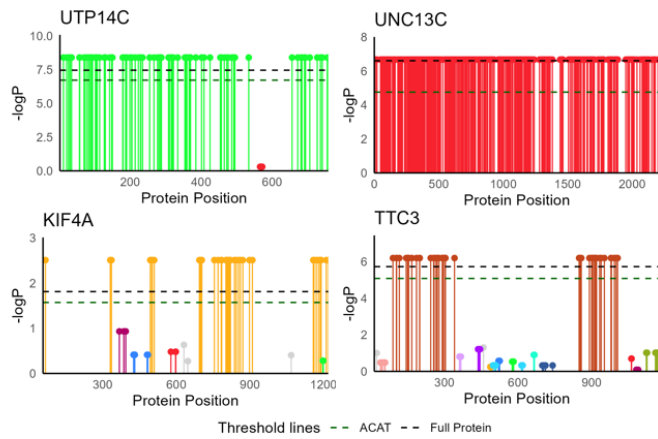 UTP14C
10.0
7.5
5.0
2.5
0.0
-logP
200
400
600
Protein Position
UNC13C
8
6
4
2
0
-logP
0
500
1000
1500
2000
Protein Position
KIF4A
3
2
1
0
-logP
300
600
900
1200
Protein Position
TTC3
6
4
2
0
-logP
300
600
900
Protein Position
Threshold lines ACAT Full Protein